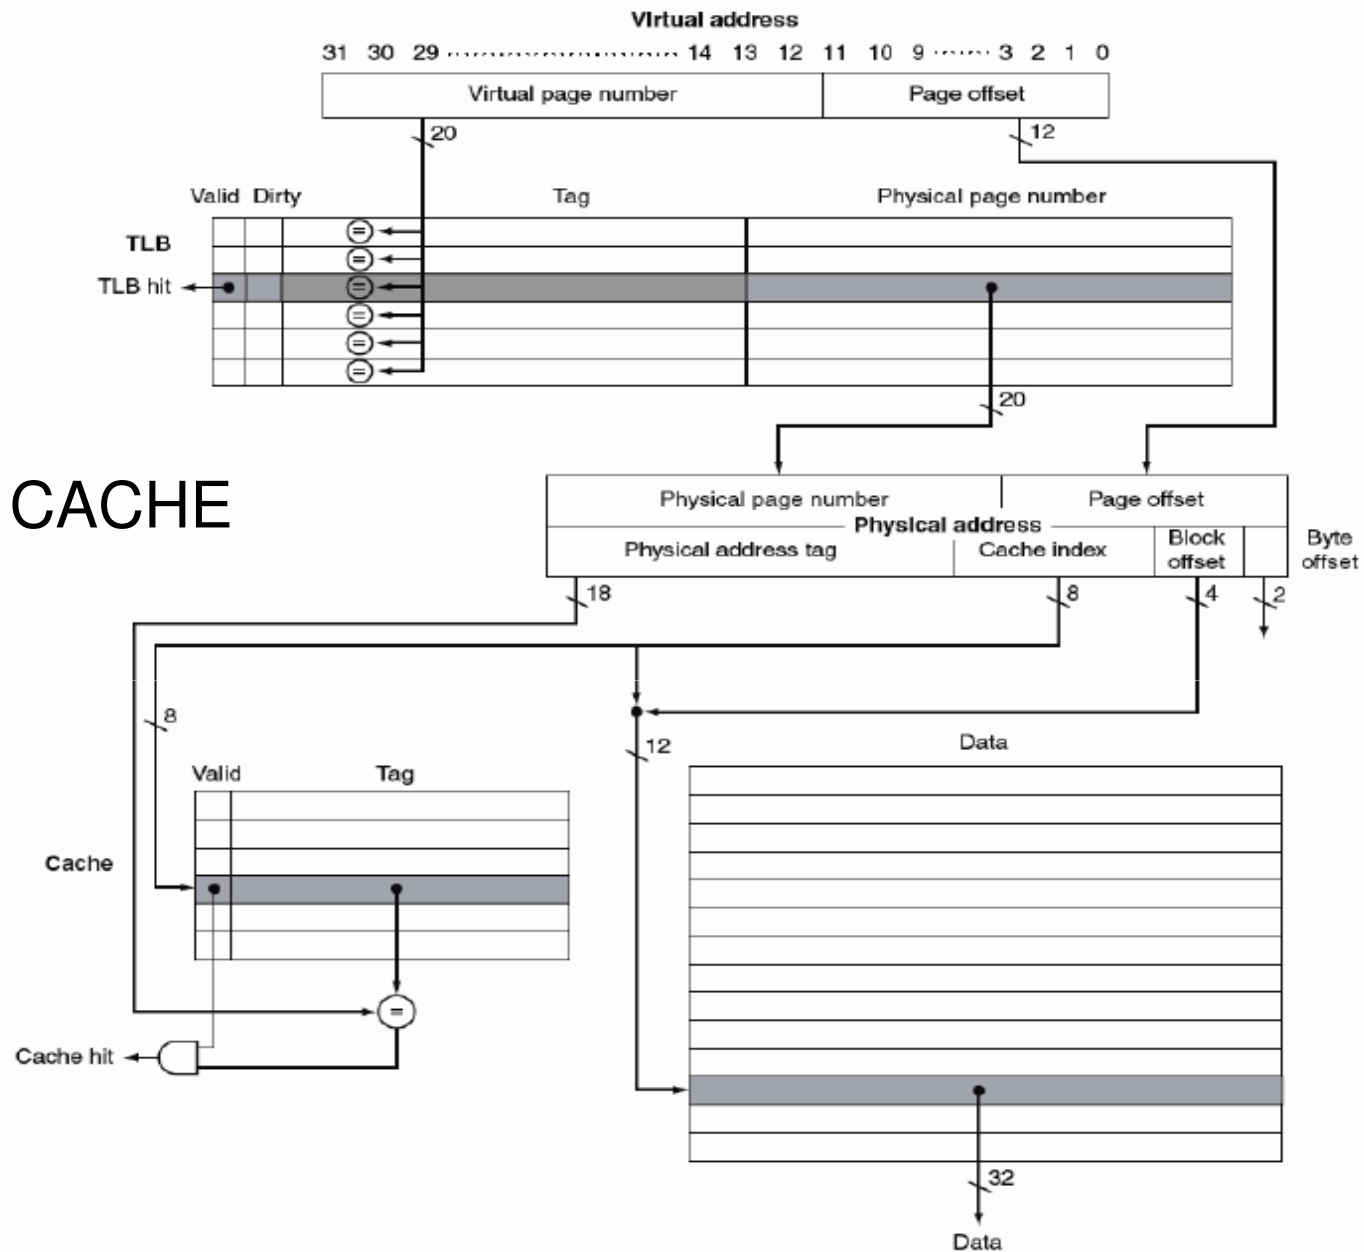 Virtual address
31 30 29 ........................ 14 13 12 11 10 9 ...... 3 2 1 0
Virtual page number Page offset
20 12
Valid Dirty Tag Physical page number
TLB
=
=
TLB hit =
=
=
=
20
CACHE
Physical page number Page offset
Physical address
Physical address tag Cache index Block offset Byte offset
18 8 4 2
8
12
Data
Valid Tag
Cache
=
Cache hit
32
Data